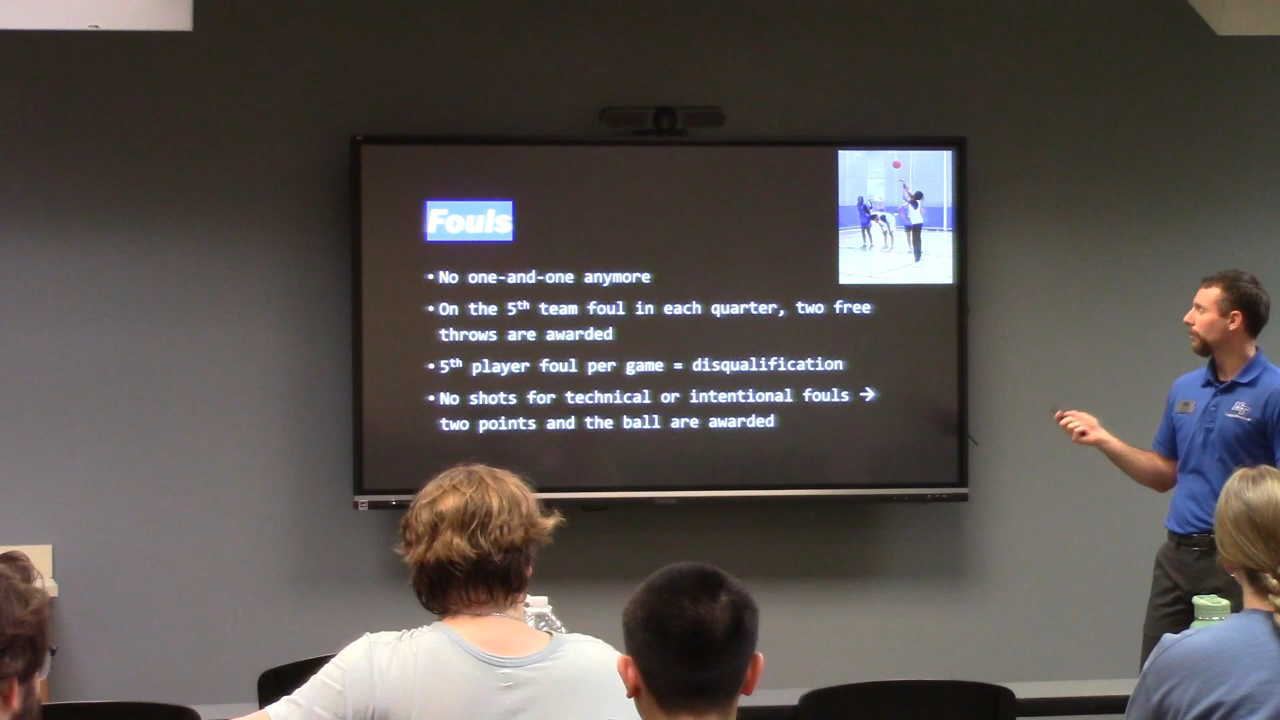 Fouls
• No one-and-one anymore
• On the 5th team foul in each quarter, two free
throws are awarded
• 5th player foul per game = disqualification
• No shots for technical or intentional fouls →
two points and the ball are awarded